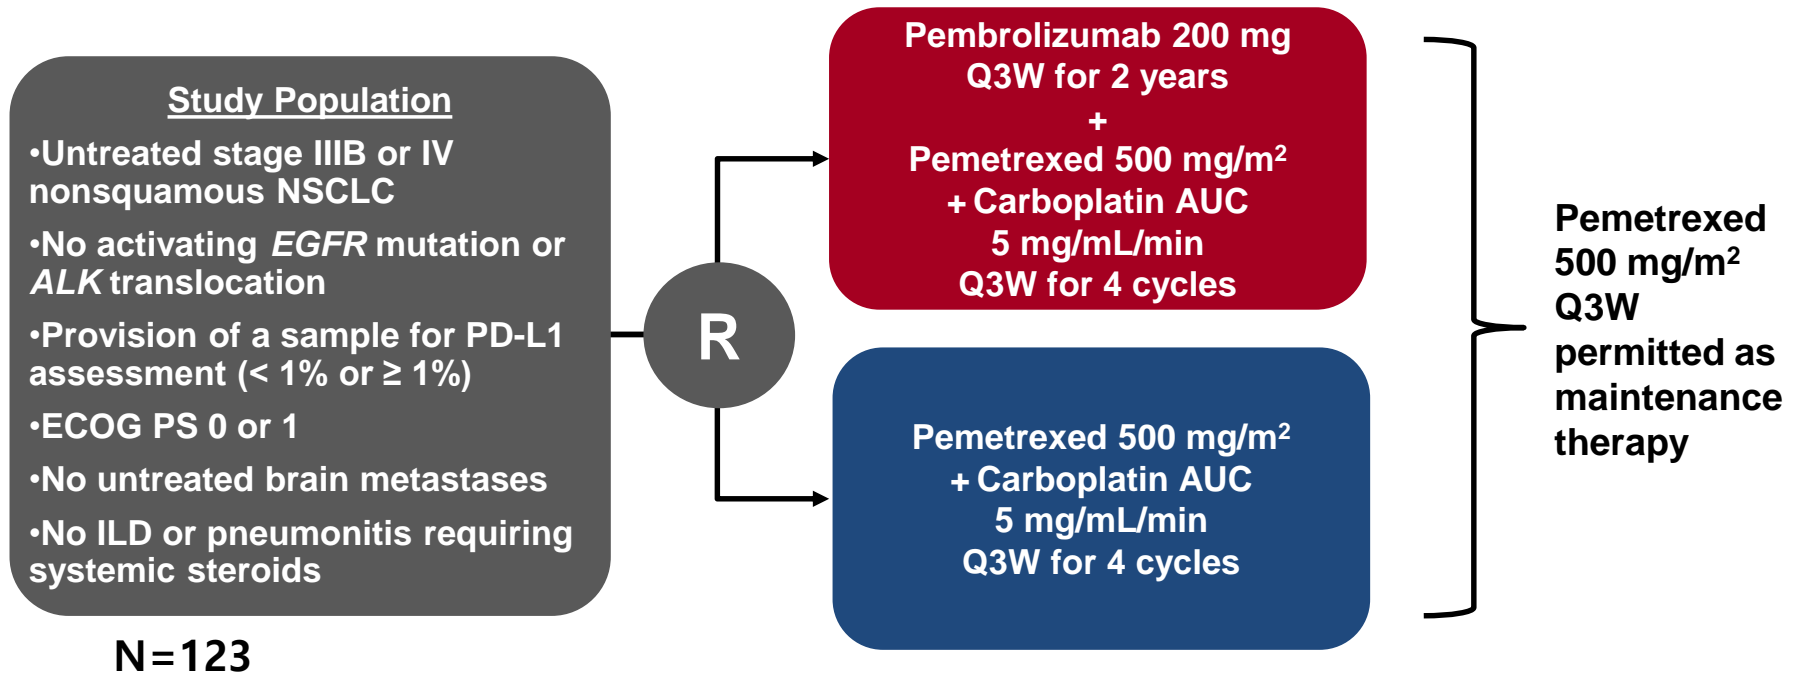 Study Population
•Untreated stage IIIB or IV
nonsquamous NSCLC
•No activating EGFR mutation or
ALK translocation
•Provision of a sample for PD-L1
assessment (< 1% or ≥ 1%)
•ECOG PS 0 or 1
•No untreated brain metastases
•No ILD or pneumonitis requiring
systemic steroids
N=123
R
Pembrolizumab 200 mg
Q3W for 2 years
+
Pemetrexed 500 mg/m²
+ Carboplatin AUC
5 mg/mL/min
Q3W for 4 cycles
Pemetrexed 500 mg/m²
+ Carboplatin AUC
5 mg/mL/min
Q3W for 4 cycles
Pemetrexed
500 mg/m²
Q3W
permitted as
maintenance
therapy